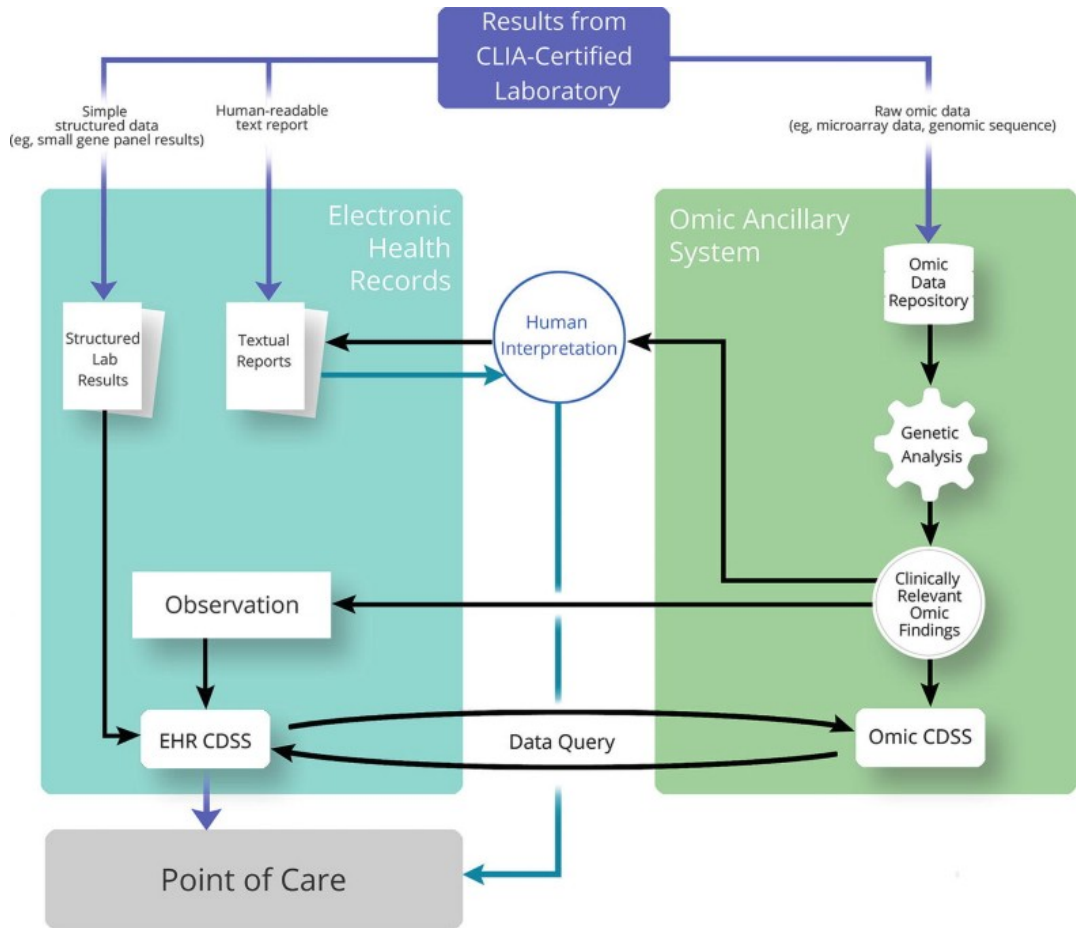 Results from
CLIA-Certified
Laboratory
Simple
structured data
(eg, small gene panel results)
Human-readable
text report
Raw omic data
(eg, microarray data, genomic sequence)
Electronic
Health
Records
Omic Ancillary
System
Structured
Lab
Results
Textual
Reports
Human
Interpretation
Omic
Data
Repository
Genetic
Analysis
Observation
Clinically
Relevant
Omic
Findings
EHR CDSS
Data Query
Omic CDSS
Point of Care